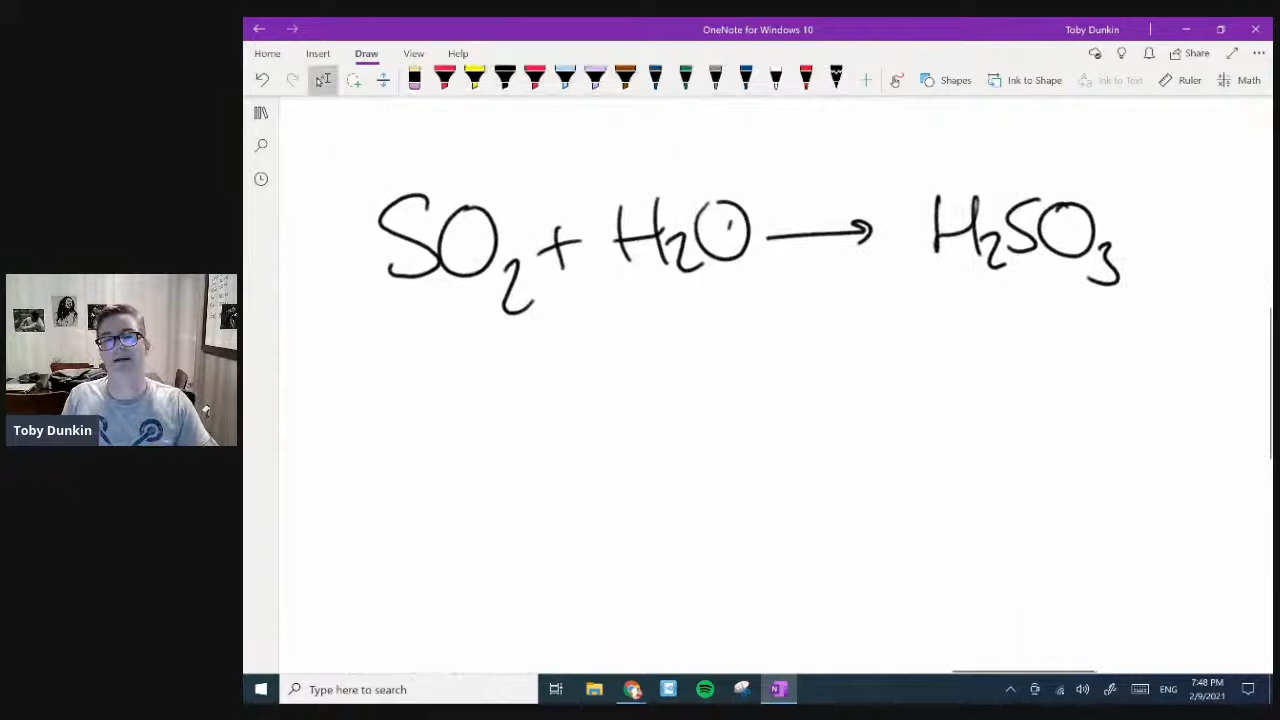 OneNote for Windows 10
Toby Dunkin
Home Insert Draw View Help
Share
Shapes Ink to Shape Ink to Text Ruler Math
SO₂ + H₂O → H₂SO₃
Toby Dunkin
Type here to search
ENG
7:48 PM
2/9/2021